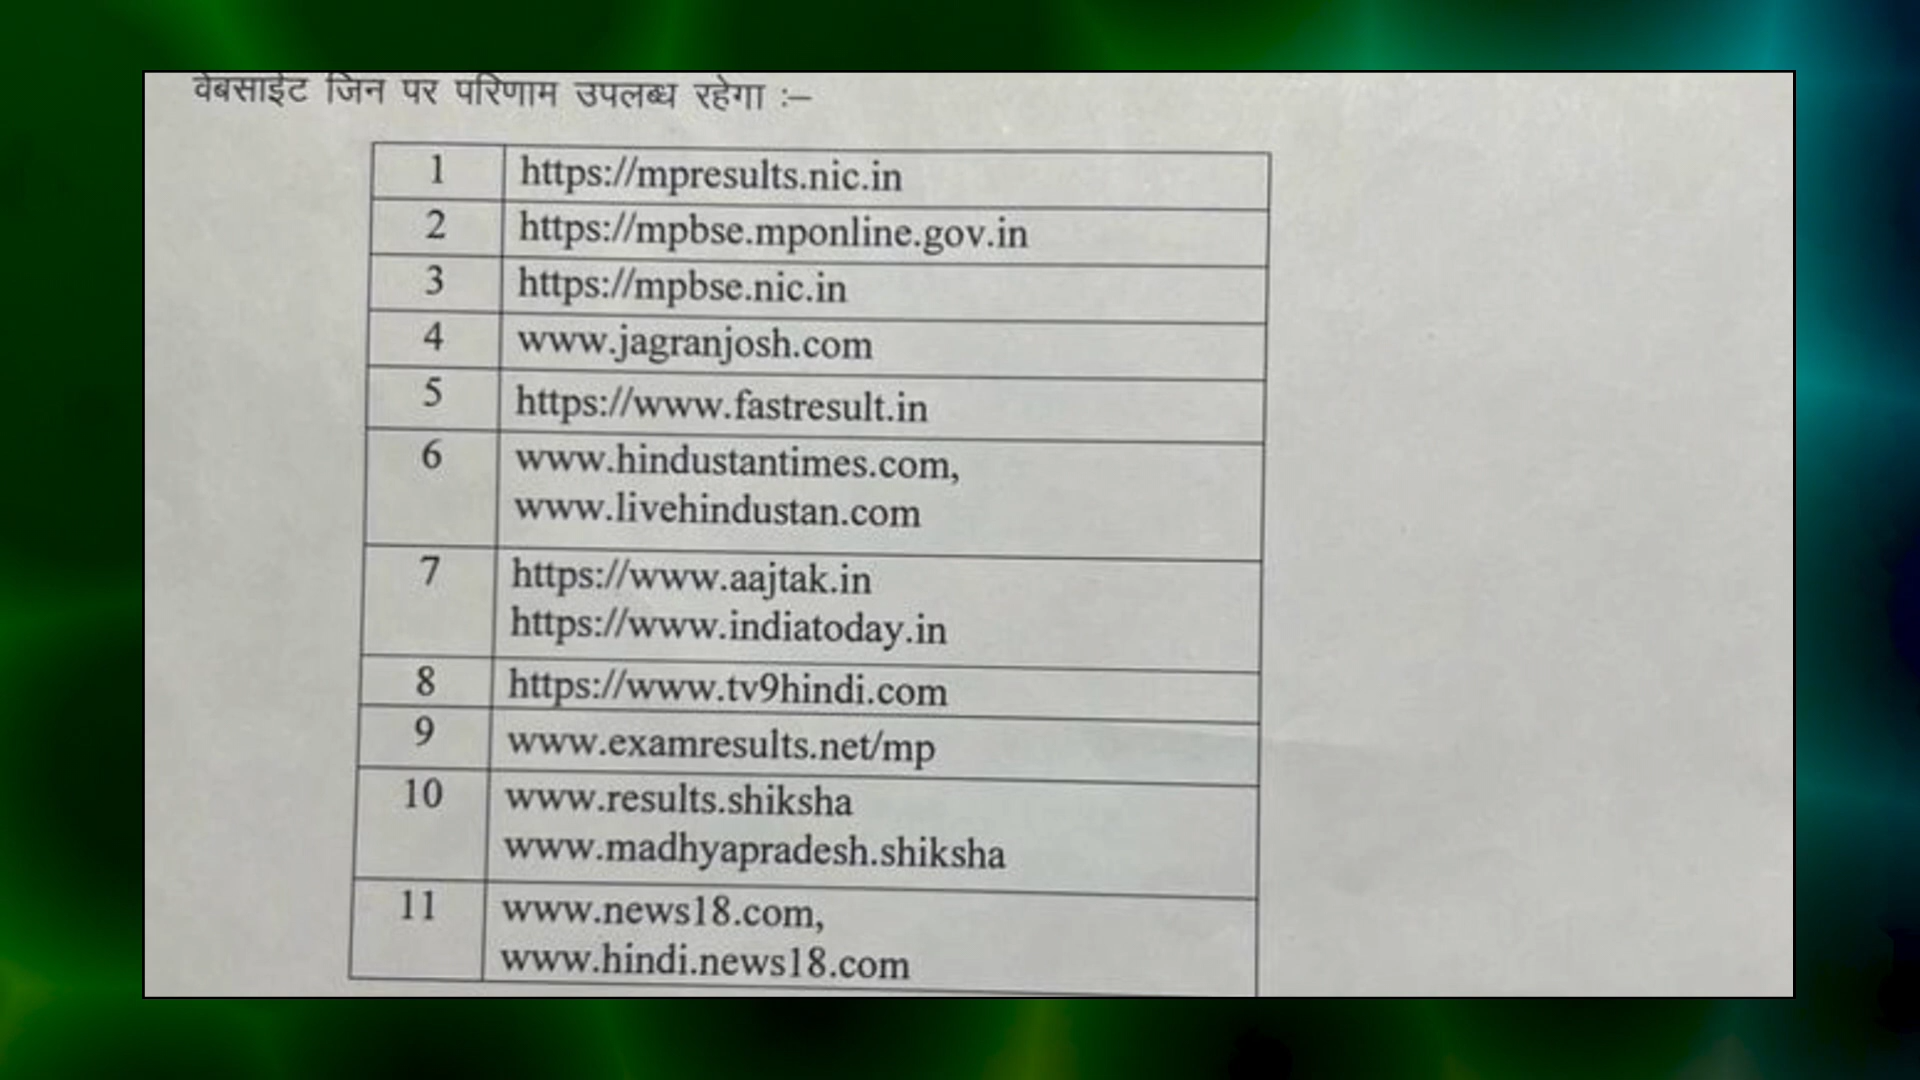 वेबसाईट जिन पर परिणाम उपलब्ध रहेगा :–
1 https://mpresults.nic.in
2 https://mpbse.mponline.gov.in
3 https://mpbse.nic.in
4 www.jagranjosh.com
5 https://www.fastresult.in
6 www.hindustantimes.com,
www.livehindustan.com
7 https://www.aajtak.in
https://www.indiatoday.in
8 https://www.tv9hindi.com
9 www.examresults.net/mp
10 www.results.shiksha
www.madhyapradesh.shiksha
11 www.news18.com,
www.hindi.news18.com